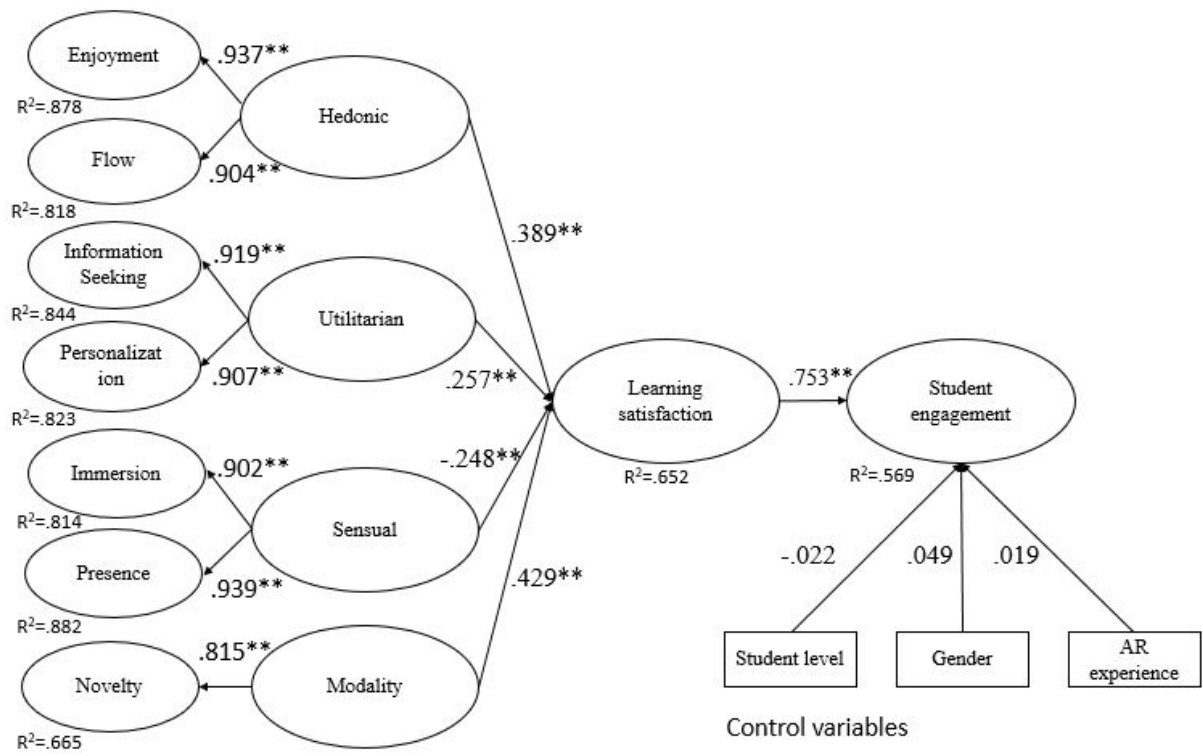 Enjoyment
.937**
R²=.878
Hedonic
Flow
.904**
R²=.818
.389**
Information
Seeking
.919**
R²=.844
Utilitarian
Personalizat
ion
.907**
R²=.823
.257**
Learning
satisfaction
R²=.652
.753**
Student
engagement
R²=.569
Immersion
.902**
R²=.814
Sensual
-.248**
Presence
.939**
R²=.882
.429**
Novelty
.815**
R²=.665
Modality
-.022
.049
.019
Student level
Gender
AR
experience
Control variables